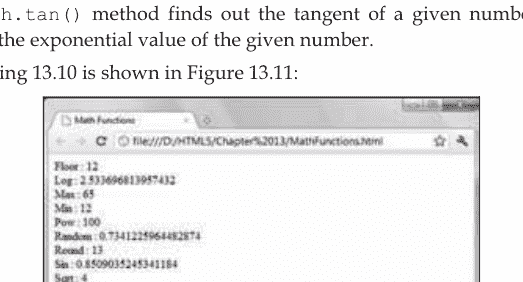 h.tan() method finds out the tangent of a given numbe
the exponential value of the given number.
ing 13.10 is shown in Figure 13.11:
Math Functions
file:///D:/HTML5/Chapter%2013/MathFunctions.html
Floor : 12
Log : 2.533696813957432
Max : 65
Min : 12
Pow : 100
Random : 0.7341225964482874
Round : 13
Sin : 0.8509035245341184
Sqrt : 4